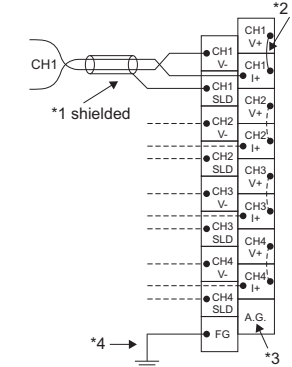 *2
CH1
V+
CH1
V-
CH1
CH1
I+
*1 shielded
CH1
SLD
CH2
V+
CH2
V-
CH2
I+
CH2
SLD
CH3
V+
CH3
V-
CH3
I+
CH3
SLD
CH4
V+
CH4
V-
CH4
I+
CH4
SLD
A.G.
*4
FG
*3